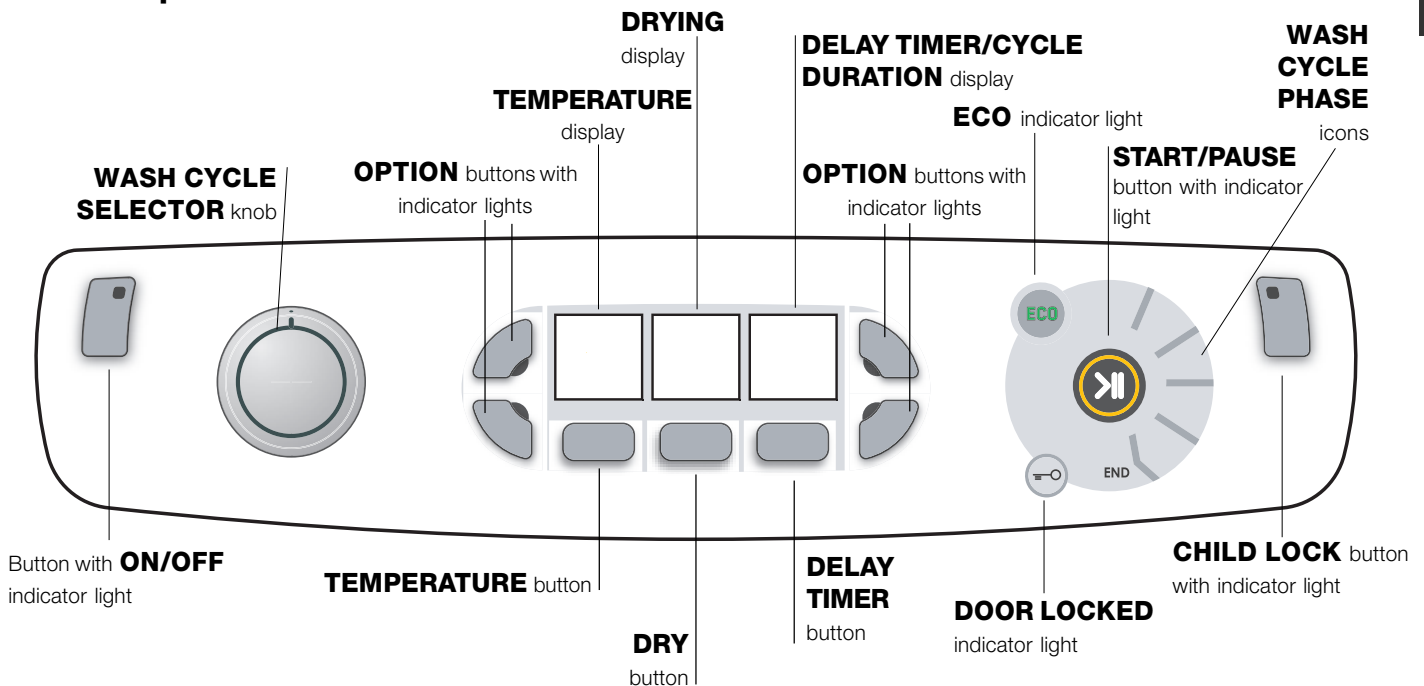 DRYING
display
DELAY TIMER/CYCLE
DURATION display
WASH
CYCLE
PHASE
icons
TEMPERATURE
display
ECO indicator light
START/PAUSE
button with indicator
light
OPTION buttons with
indicator lights
OPTION buttons with
indicator lights
WASH CYCLE
SELECTOR knob
ECO
END
Button with ON/OFF
indicator light
TEMPERATURE button
DRY
button
DELAY
TIMER
button
DOOR LOCKED
indicator light
CHILD LOCK button
with indicator light